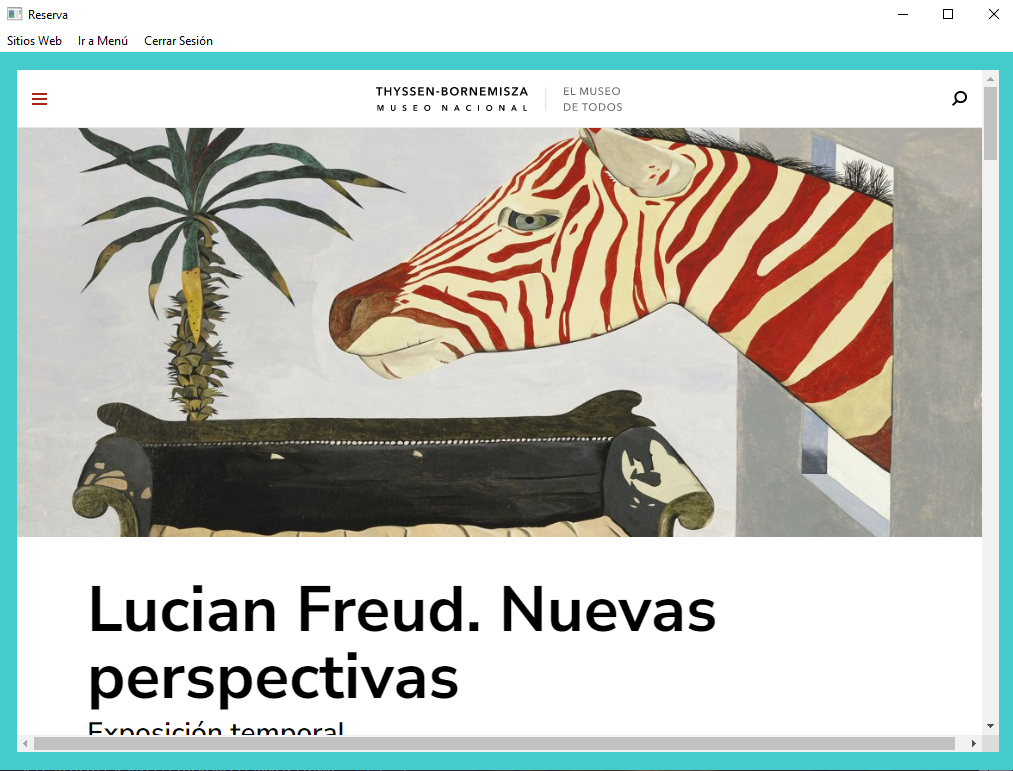 Reserva
Sitios Web Ir a Menú Cerrar Sesión
THYSSEN-BORNEMISZA
MUSEO NACIONAL
EL MUSEO
DE TODOS
Lucian Freud. Nuevas
perspectivas
Exposición temporal